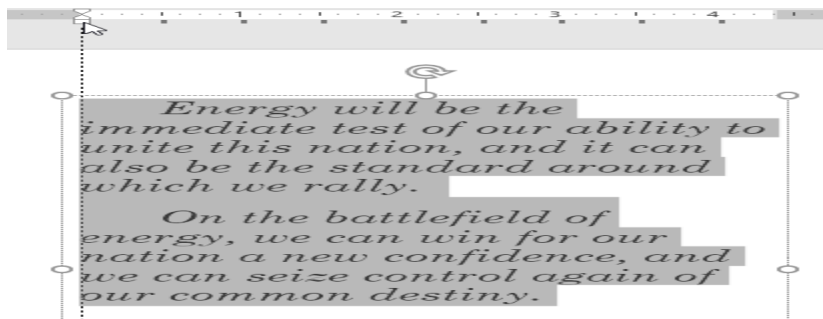 1 2 3 4
Energy will be the
immediate test of our ability to
unite this nation, and it can
also be the standard around
which we rally.
On the battlefield of
energy, we can win for our
nation a new confidence, and
we can seize control again of
our common destiny.